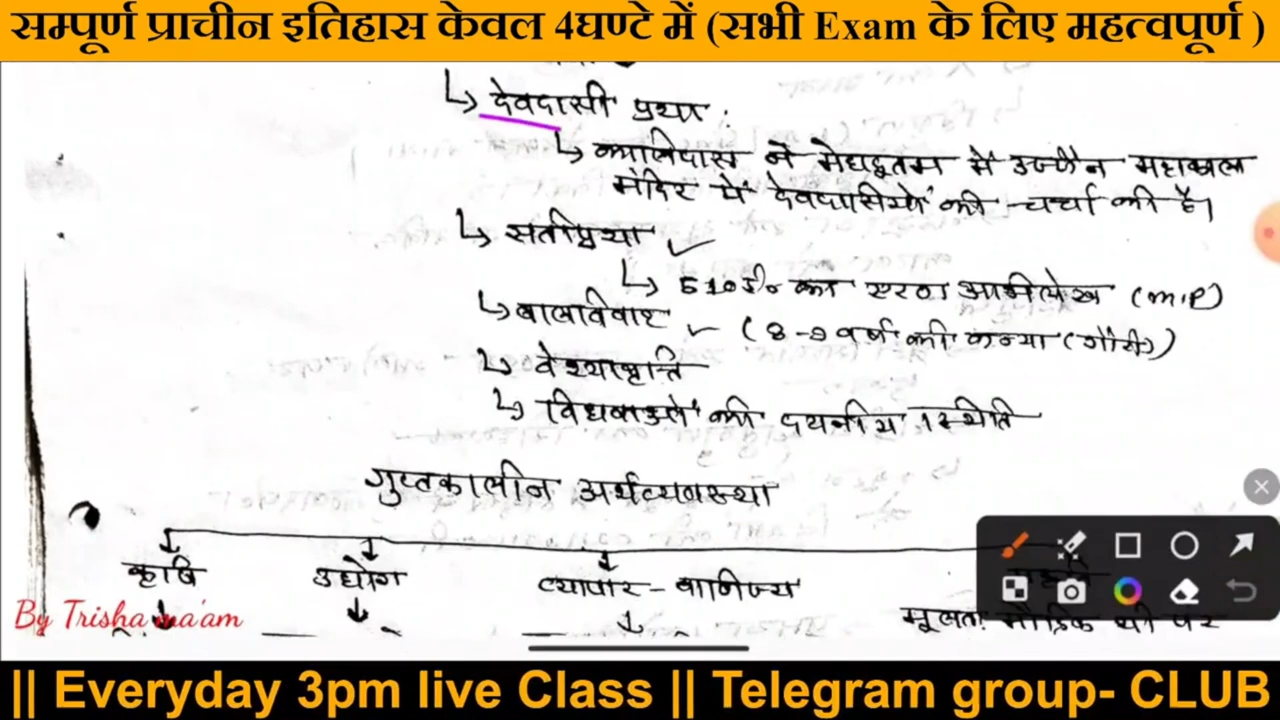 सम्पूर्ण प्राचीन इतिहास केवल 4घण्टे में (सभी Exam के लिए महत्वपूर्ण )
↳ देवदासी प्रथा :
↳ कालिदास ने मेघदूतम में उज्जैन महाकाल
मंदिर में देवदासियों की चर्चा की है।
↳ सतीप्रथा ✓
↳ 510ई० का एरण अभिलेख (M.P)
↳ बालविवाह ✓ (8-9 वर्ष की कन्या (गौरी))
↳ वेश्यावृत्ति
↳ विधवाओं की दयनीय स्थिति
गुप्तकालीन अर्थव्यवस्था
कृषि उद्योग व्यापार - वाणिज्य
मूलतः मौद्रिक थी पर
By Trisha ma'am
|| Everyday 3pm live Class || Telegram group- CLUB